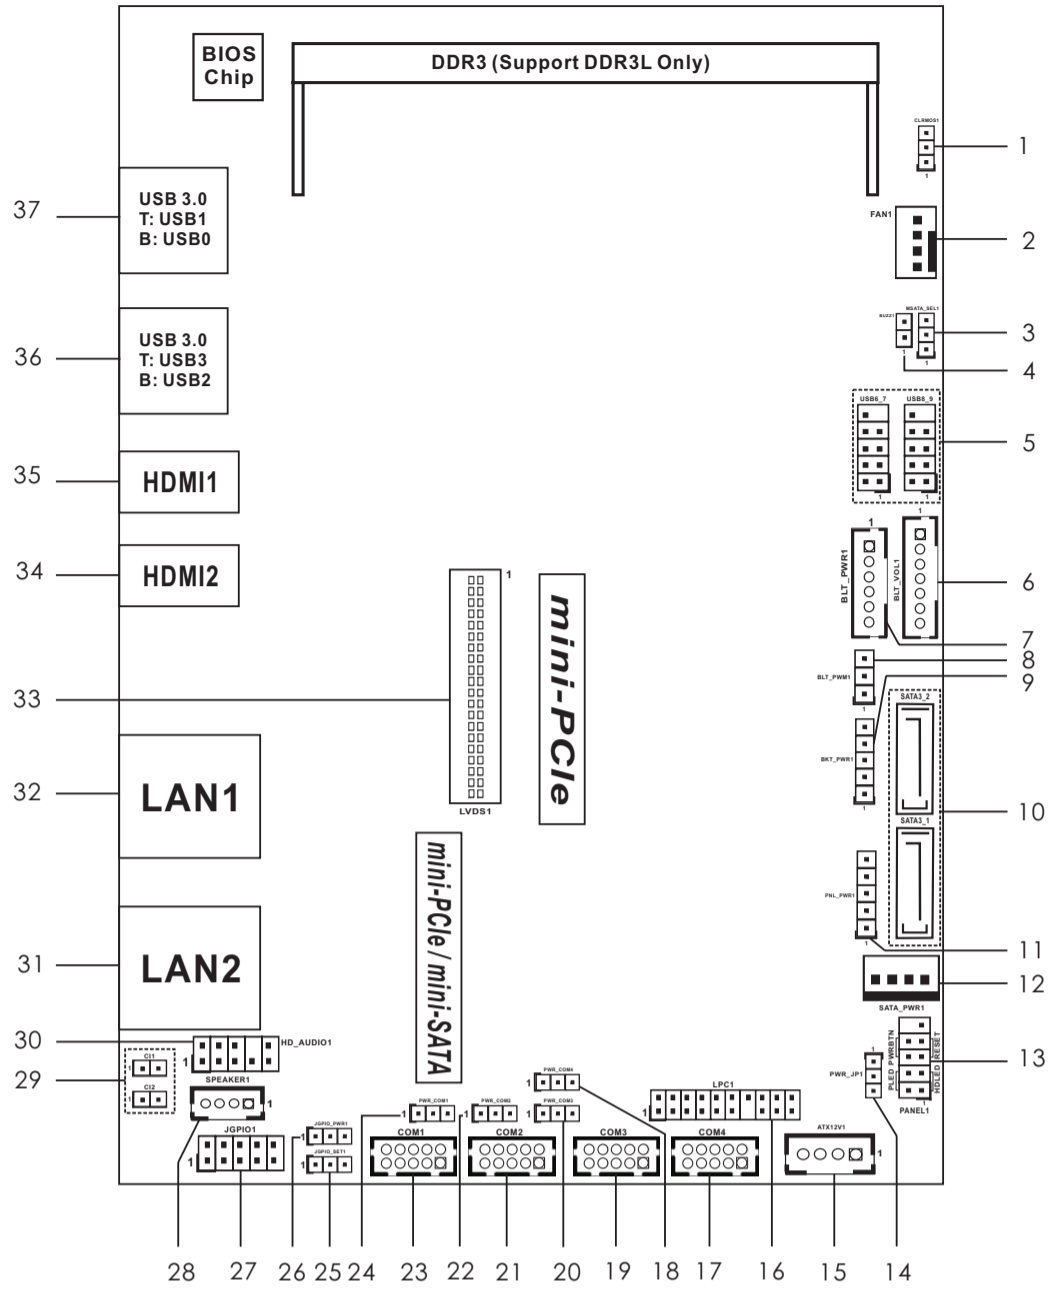 BIOS
Chip
DDR3 (Support DDR3L Only)
CLRMOS1
1
1
USB 3.0
T: USB1
B: USB0
37
FAN1
2
USB 3.0
T: USB3
B: USB2
36
BUZZ1
MSATA_SEL1
3
1
1
4
USB6_7
USB8_9
5
1
1
HDMI1
35
HDMI2
34
1
1
BLT_PWR1
BLT_VOL1
6
7
1
mini-PCIe
LVDS1
33
8
BLT_PWM1
1
9
BKT_PWR1
1
SATA3_2
SATA3_1
10
LAN1
32
mini-PCIe / mini-SATA
PNL_PWR1
1
11
LAN2
31
12
SATA_PWR1
30
HD_AUDIO1
1
29
CI1
1
CI2
1
SPEAKER1
1
JGPIO1
1
JGPIO_PWR1
1
JGPIO_SET1
1
PWR_COM1
1
PWR_COM2
1
PWR_COM4
1
PWR_COM3
1
COM1
COM2
COM3
COM4
LPC1
1
PWR_JP1
1
PLED PWRBTN
HDLED RESET
13
1
PANEL1
ATX12V1
1
28
27
26
25
24
23
22
21
20
19
18
17
16
15
14